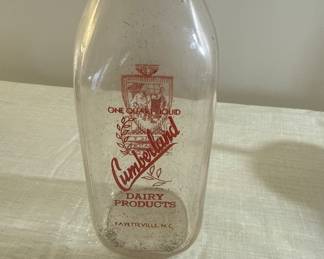 ONE QUART LIQUID
Cumberland
DAIRY
PRODUCTS
FAYETTEVILLE, N.C.